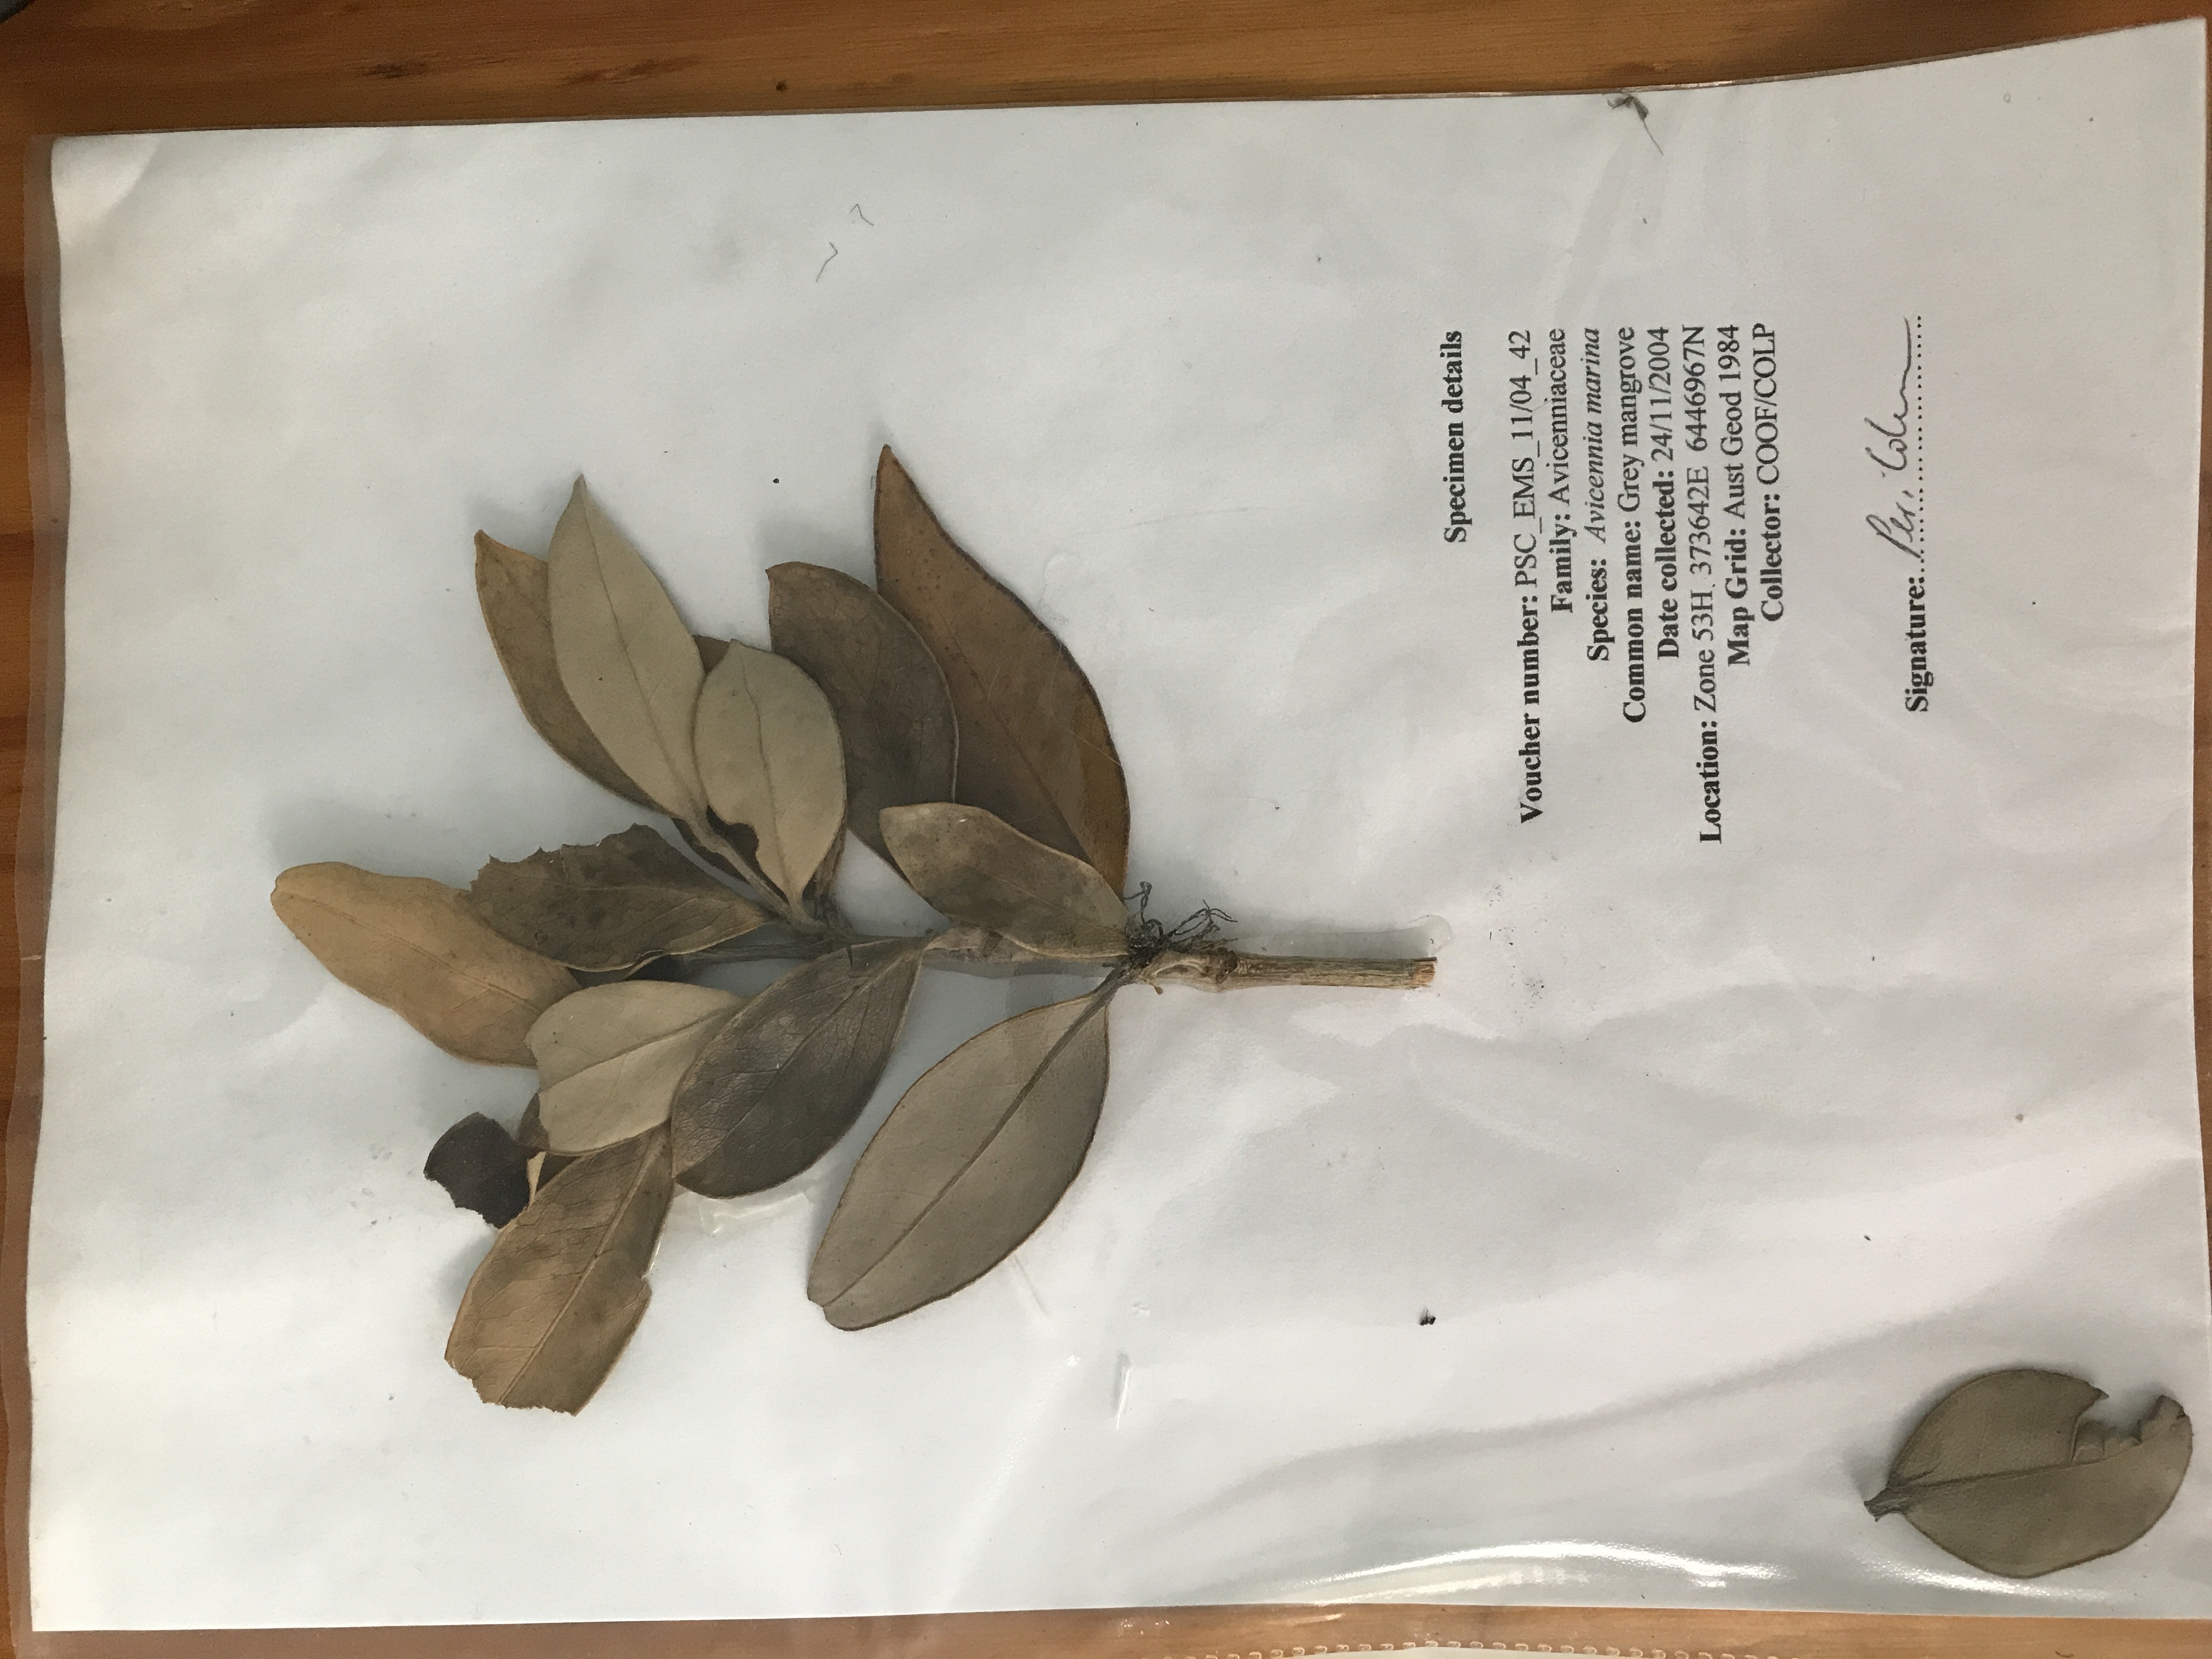 Specimen details
Voucher number: PSC_EMS_11/04_42
Family: Avicenniaceae
Species: Avicennia marina
Common name: Grey mangrove
Date collected: 24/11/2004
Location: Zone 53H, 373642E 6446967N
Map Grid: Aust Geod 1984
Collector: COOF/COLP
Signature: